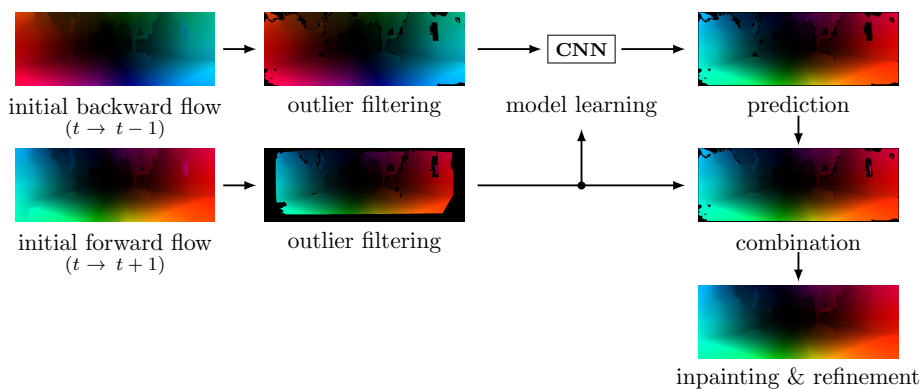 CNN
initial backward flow
(t → t − 1)
outlier filtering
model learning
prediction
initial forward flow
(t → t + 1)
outlier filtering
combination
inpainting & refinement